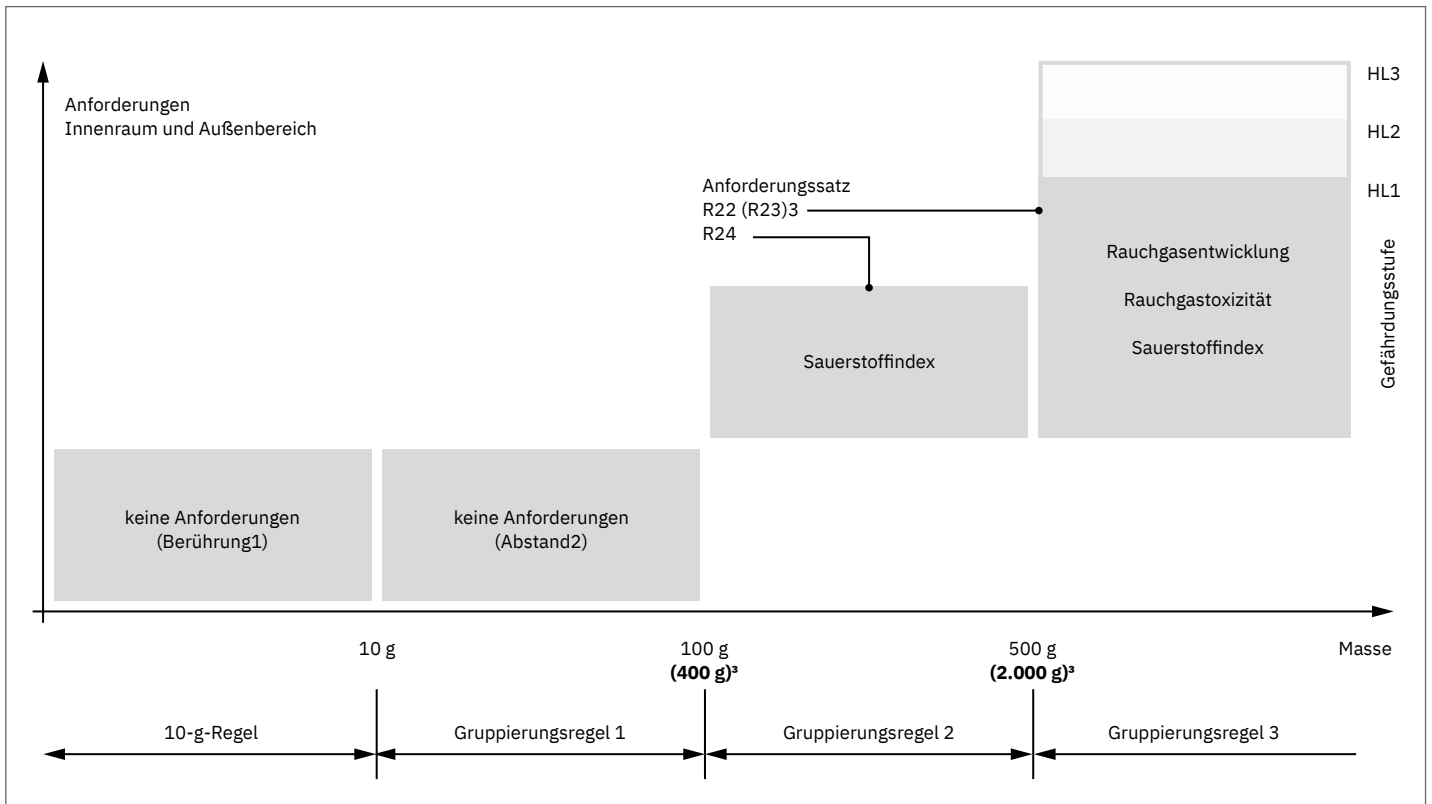 Anforderungen
Innenraum und Außenbereich
HL3
HL2
HL1
Anforderungssatz
R22 (R23)3
R24
Rauchgasentwicklung
Rauchgastoxizität
Sauerstoffindex
Gefährdungsstufe
Sauerstoffindex
keine Anforderungen
(Berührung1)
keine Anforderungen
(Abstand2)
10 g
100 g
(400 g)³
500 g
(2.000 g)³
Masse
10-g-Regel
Gruppierungsregel 1
Gruppierungsregel 2
Gruppierungsregel 3